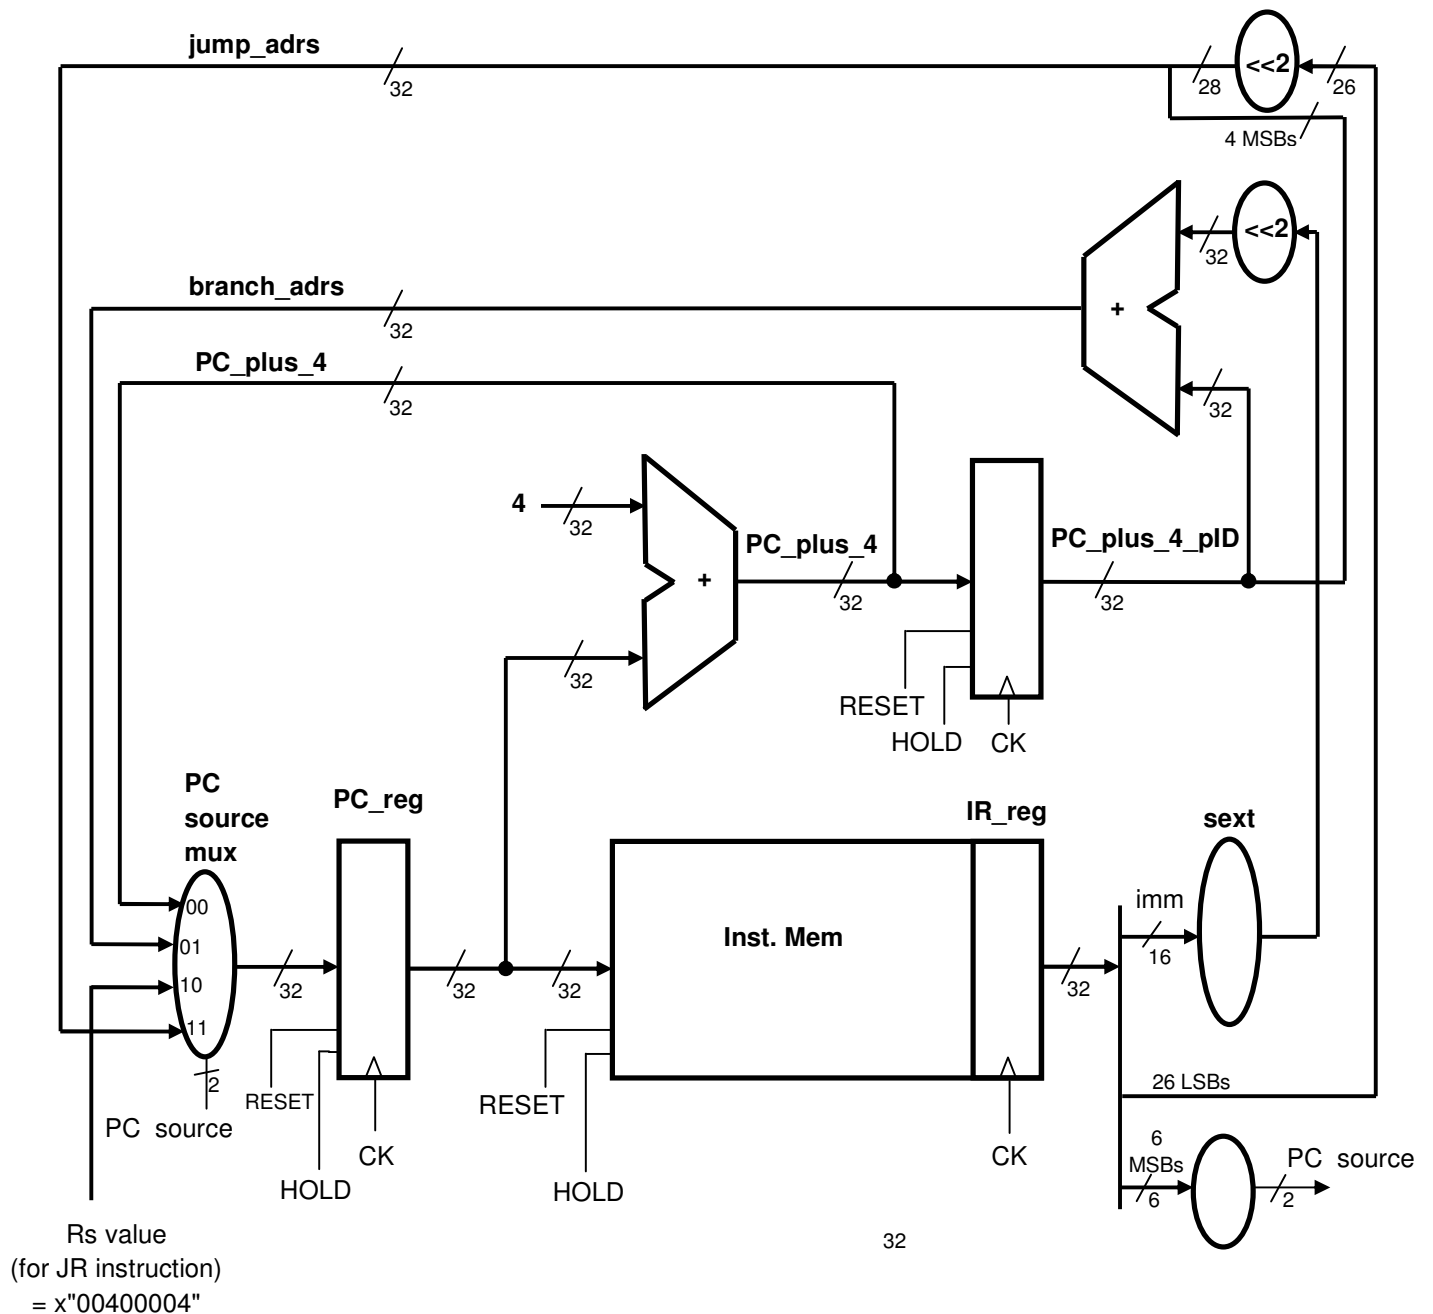 jump_adrs
32
28
<<2
26
4 MSBs
<<2
32
branch_adrs
32
+
PC_plus_4
32
32
4
32
PC_plus_4
PC_plus_4_pID
+
32
32
32
RESET
HOLD
CK
PC
source
mux
PC_reg
IR_reg
sext
00
01
10
11
imm
Inst. Mem
16
32
32
32
32
2
RESET
RESET
26 LSBs
PC source
CK
CK
HOLD
HOLD
6
MSBs
6
PC source
2
Rs value
(for JR instruction)
= x"00400004"
32